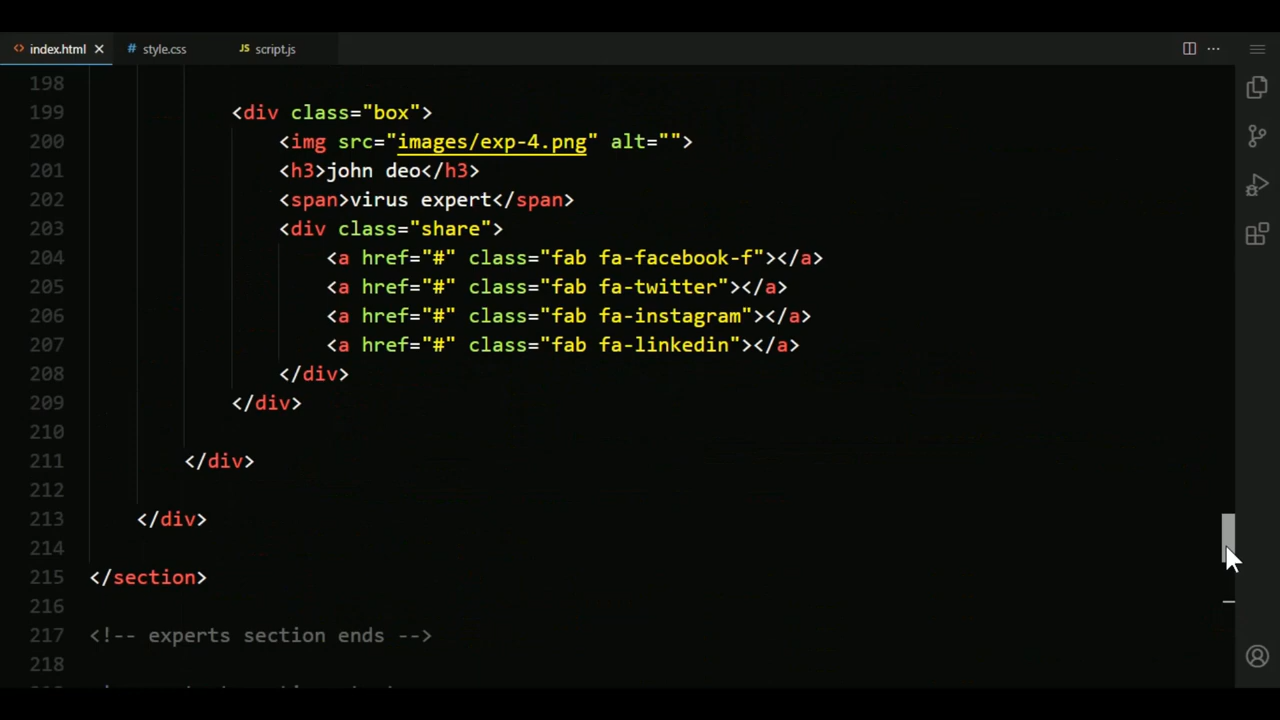 index.html
style.css
JS script.js
198
199 <div class="box">
200 <img src="images/exp-4.png" alt="">
201 <h3>john deo</h3>
202 <span>virus expert</span>
203 <div class="share">
204 <a href="#" class="fab fa-facebook-f"></a>
205 <a href="#" class="fab fa-twitter"></a>
206 <a href="#" class="fab fa-instagram"></a>
207 <a href="#" class="fab fa-linkedin"></a>
208 </div>
209 </div>
210
211 </div>
212
213 </div>
214
215 </section>
216
217 <!-- experts section ends -->
218